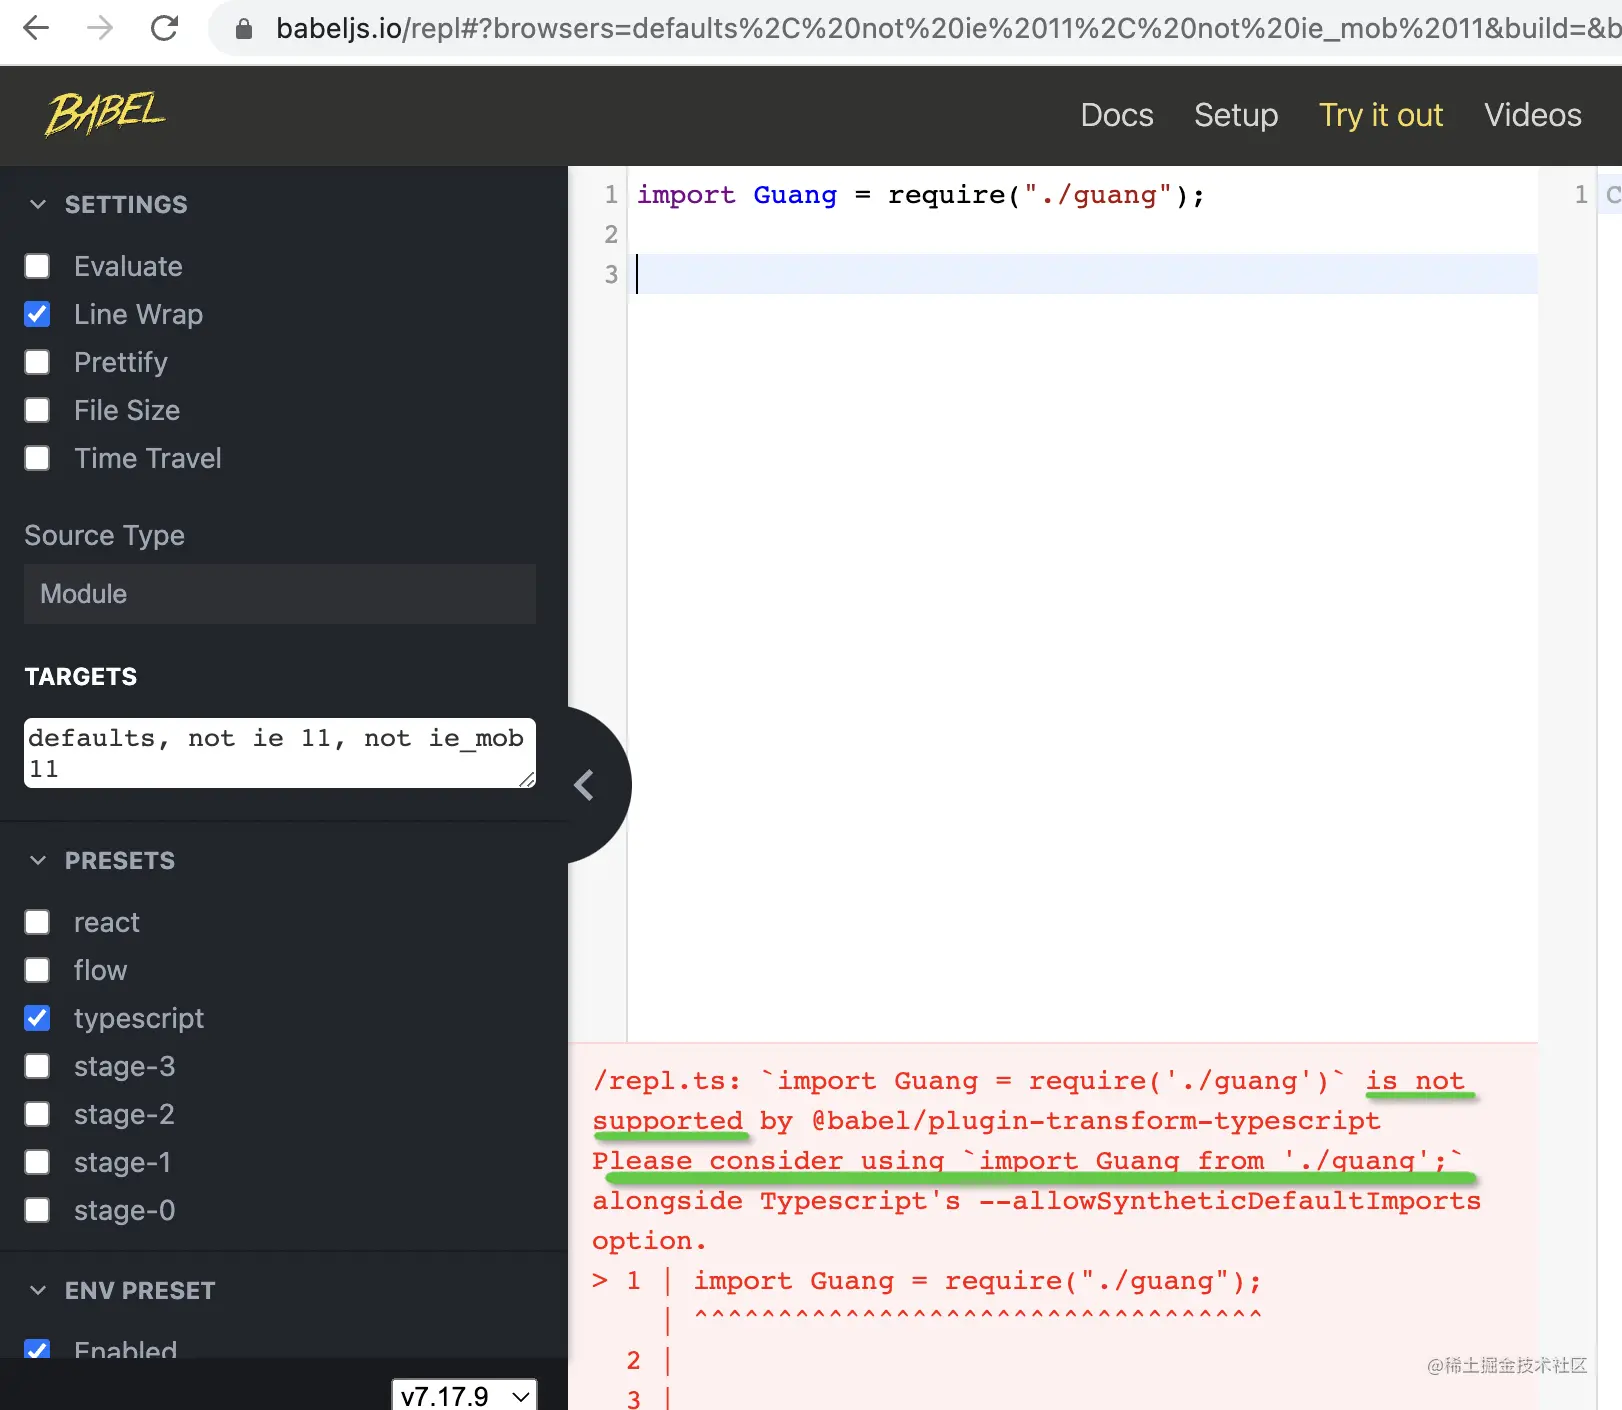 babeljs.io/repl#?browsers=defaults%2C%20not%20ie%2011%2C%20not%20ie_mob%2011&build=&b
BABEL
Docs Setup Try it out Videos
SETTINGS
Evaluate
Line Wrap
Prettify
File Size
Time Travel
Source Type
Module
TARGETS
defaults, not ie 11, not ie_mob
11
PRESETS
react
flow
typescript
stage-3
stage-2
stage-1
stage-0
ENV PRESET
Enabled
v7.17.9
1 import Guang = require("./guang");
2
3
1
/repl.ts: `import Guang = require('./guang')` is not
supported by @babel/plugin-transform-typescript
Please consider using `import Guang from './guang';`
alongside Typescript's --allowSyntheticDefaultImports
option.
> 1 | import Guang = require("./guang");
| ^^^^^^^^^^^^^^^^^^^^^^^^^^^^^^^^^^
2 |
3 |
@稀土掘金技术社区